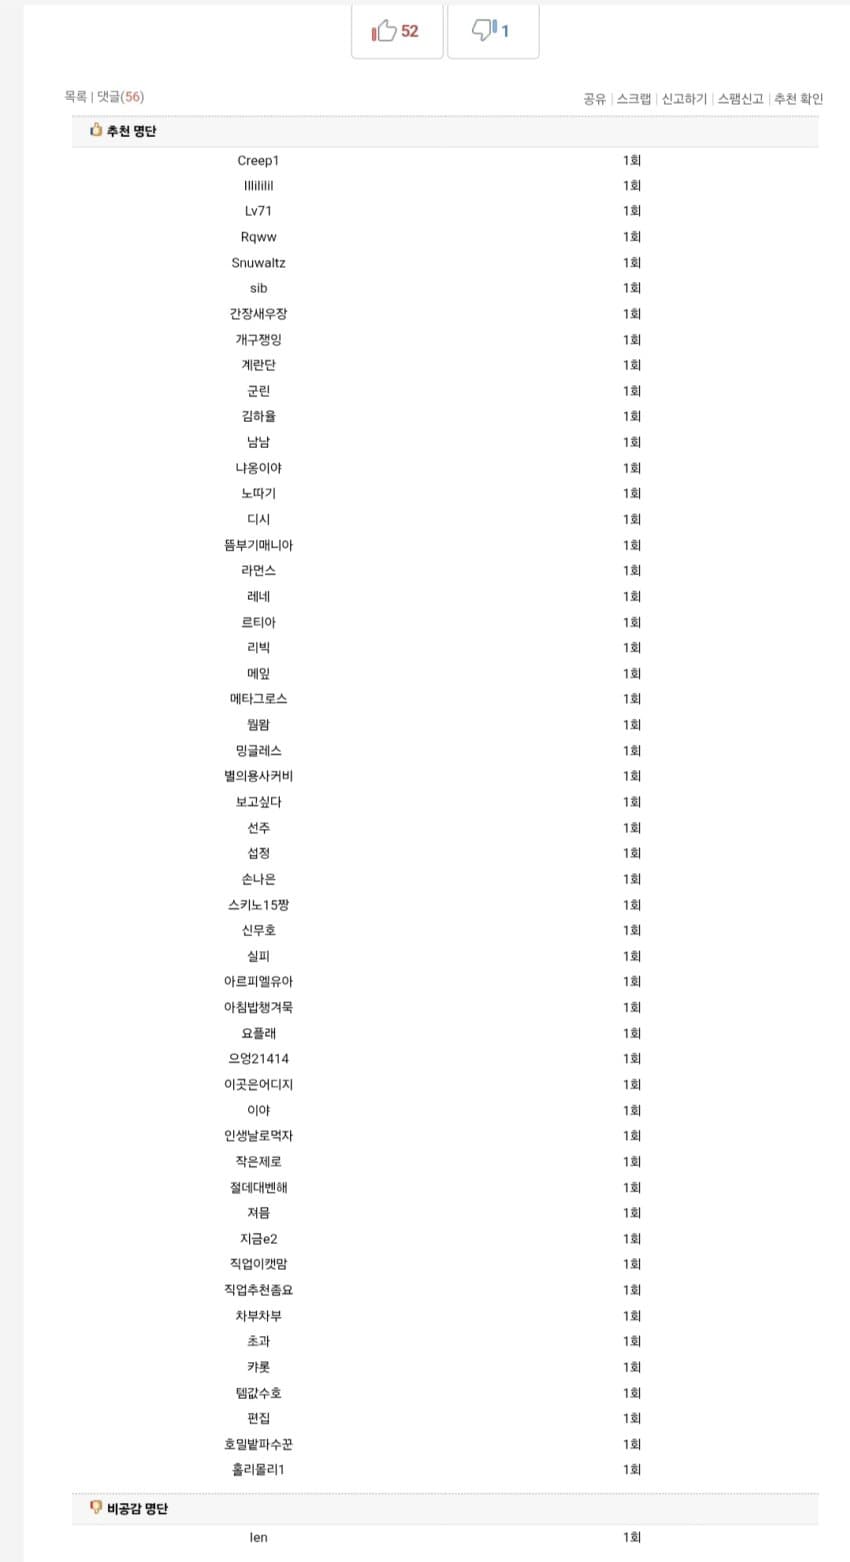 52 1
목록 | 댓글(56) 공유 | 스크랩 | 신고하기 | 스팸신고 | 추천 확인
추천 명단
Creep1 1회
1회
Lv71 1회
Rqww 1회
Snuwaltz 1회
sib 1회
간장새우장 1회
개구쟁잉 1회
계란단 1회
군린 1회
김하율 1회
남남 1회
냐옹이야 1회
노따기 1회
디시 1회
뜸부기매니아 1회
라먼스 1회
레네 1회
르티아 1회
리빅 1회
메잎 1회
메타그로스 1회
뭘뫔 1회
밍글레스 1회
별의용사커비 1회
보고싶다 1회
선주 1회
섭정 1회
손나은 1회
스키노15짱 1회
신무호 1회
실피 1회
아르피엘유아 1회
아침밥챙겨묵 1회
요플래 1회
으엉21414 1회
이곳은어디지 1회
이야 1회
인생날로먹자 1회
작은제로 1회
절데대벤해 1회
져믐 1회
지금e2 1회
직업이캣맘 1회
직업추천좀요 1회
차부차부 1회
초과 1회
캬롯 1회
템값수호 1회
편집 1회
호밀밭파수꾼 1회
홀리몰리1 1회
비공감 명단
len 1회